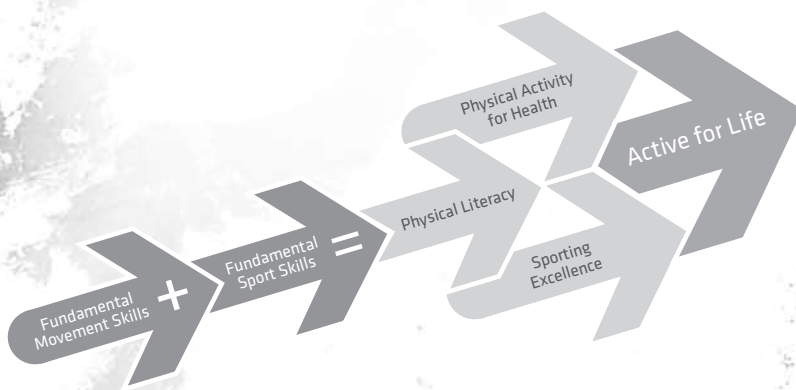 Fundamental
Movement Skills
+
Fundamental
Sport Skills
=
Physical Literacy
Physical Activity
for Health
Sporting
Excellence
Active for Life